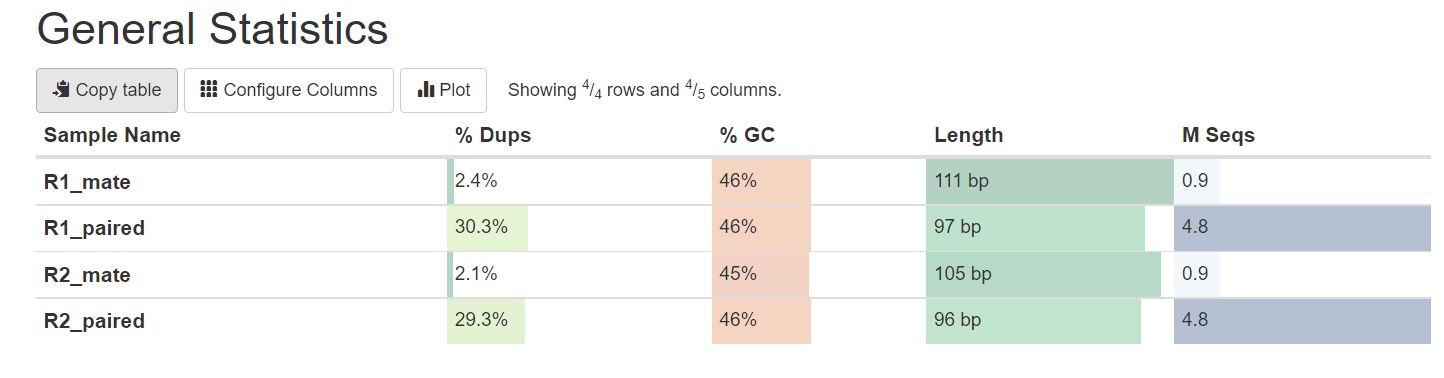 General Statistics
Copy table Configure Columns Plot Showing 4/4 rows and 4/5 columns.
Sample Name % Dups % GC Length M Seqs
R1_mate 2.4% 46% 111 bp 0.9
R1_paired 30.3% 46% 97 bp 4.8
R2_mate 2.1% 45% 105 bp 0.9
R2_paired 29.3% 46% 96 bp 4.8